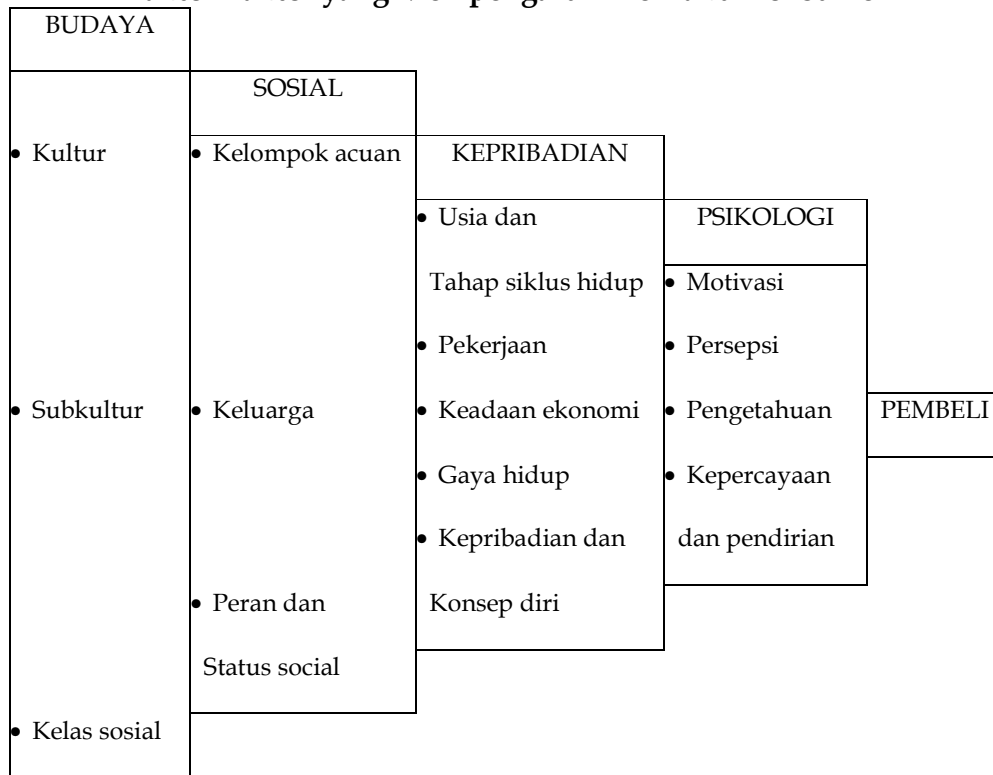 BUDAYA
• Kultur
• Subkultur
• Kelas sosial
SOSIAL
• Kelompok acuan
• Keluarga
• Peran dan
Status social
KEPRIBADIAN
• Usia dan
Tahap siklus hidup
• Pekerjaan
• Keadaan ekonomi
• Gaya hidup
• Kepribadian dan
Konsep diri
PSIKOLOGI
• Motivasi
• Persepsi
• Pengetahuan
• Kepercayaan
dan pendirian
PEMBELI